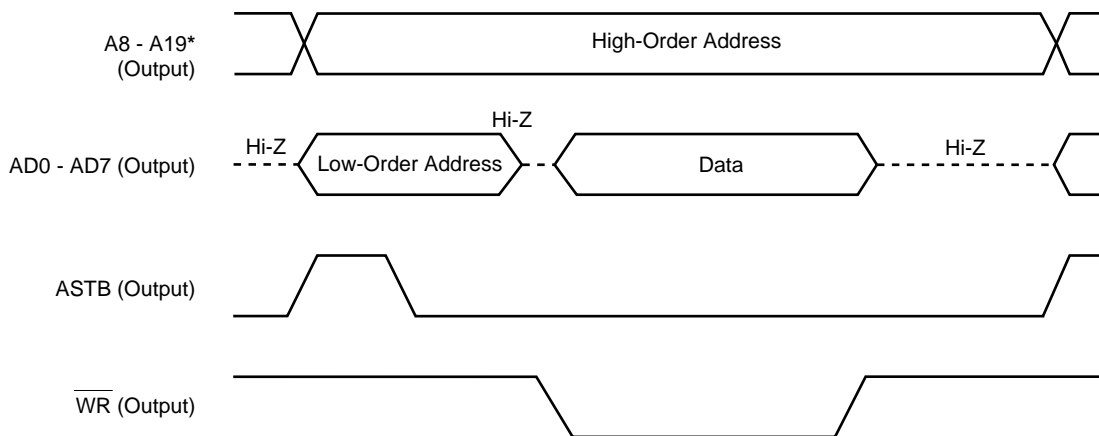 A8 - A19*
(Output)
High-Order Address
AD0 - AD7 (Output)
Hi-Z
Low-Order Address
Hi-Z
Data
Hi-Z
ASTB (Output)
WR (Output)